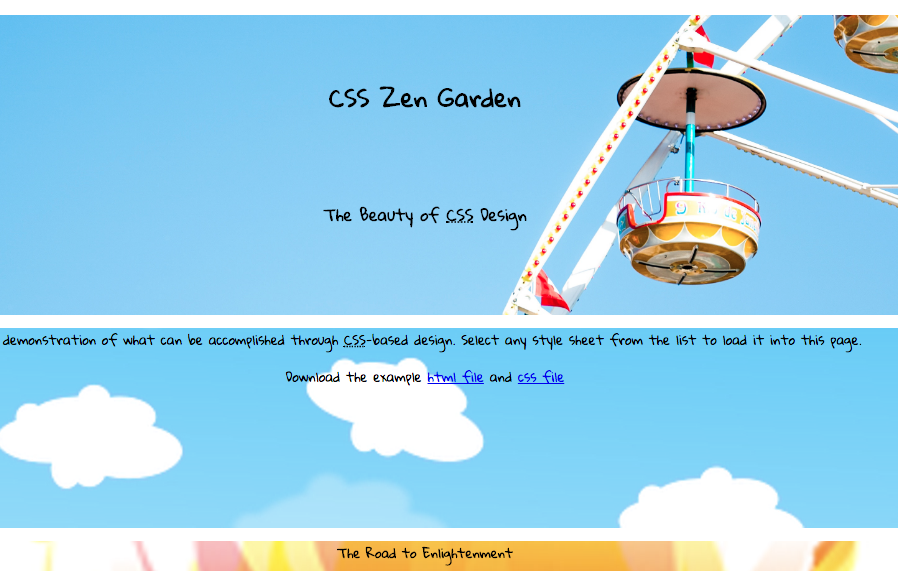 CSS Zen Garden
The Beauty of CSS Design
demonstration of what can be accomplished through CSS-based design. Select any style sheet from the list to load it into this page.
Download the example html file and css file
The Road to Enlightenment